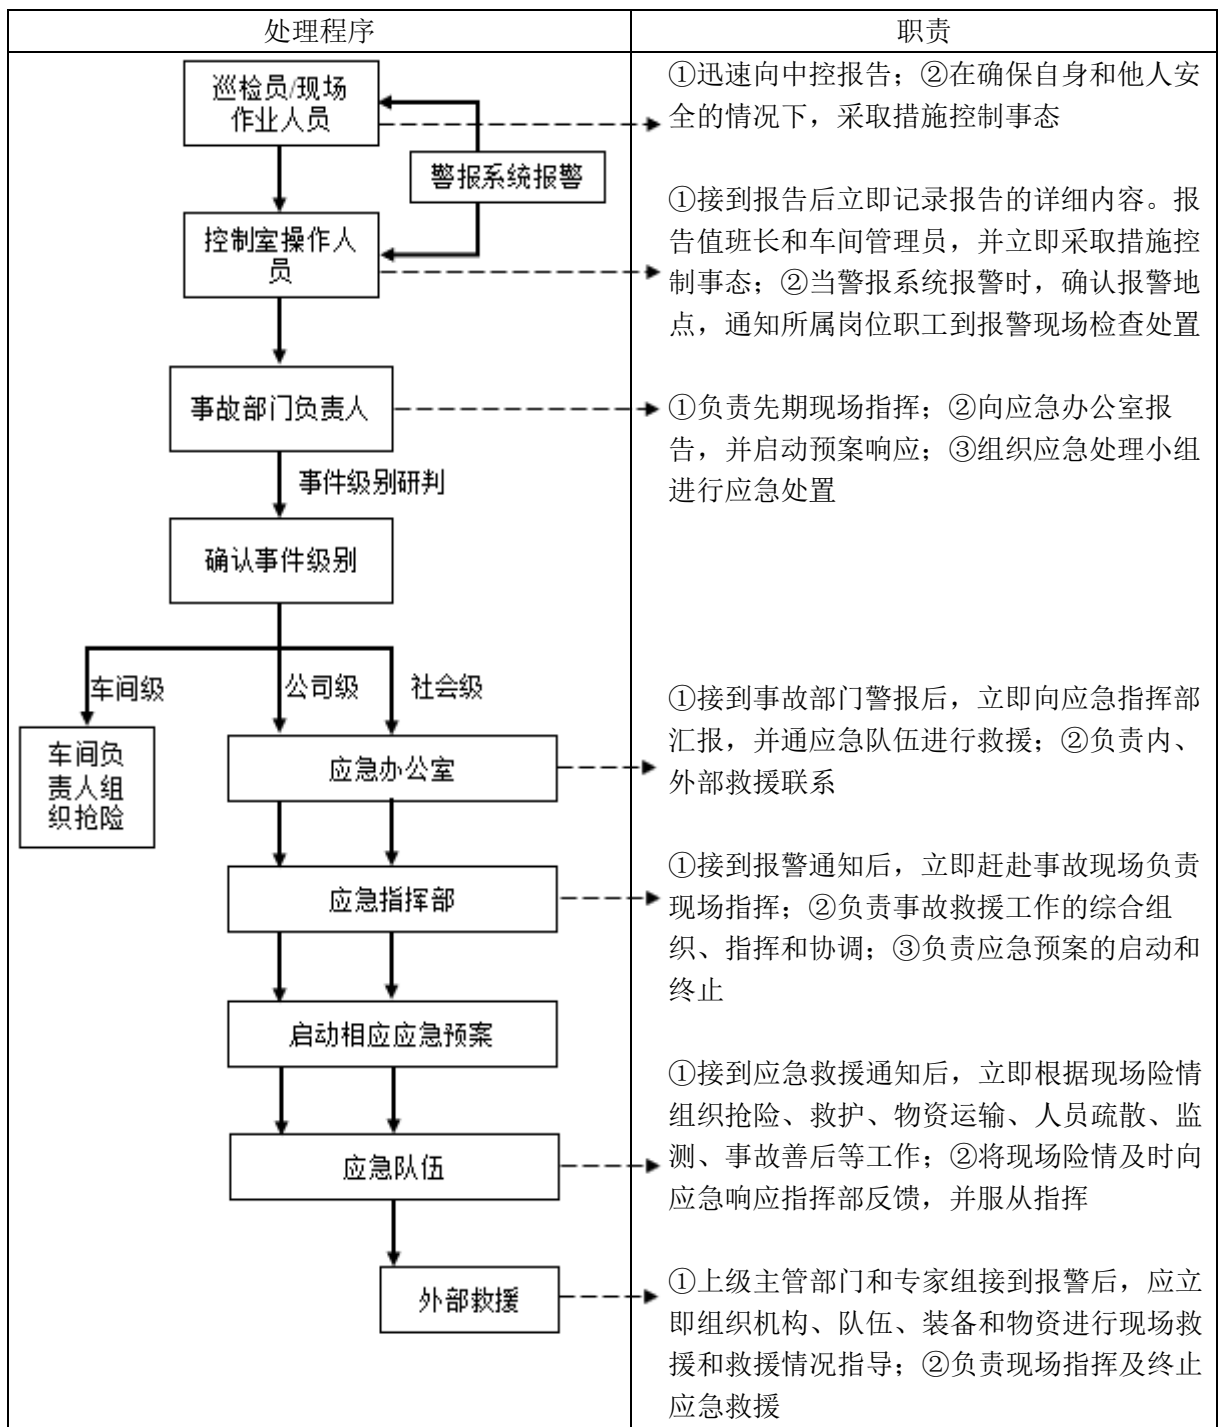 处理程序
职责
巡检员/现场
作业人员
警报系统报警
控制室操作人
员
事故部门负责人
事件级别研判
确认事件级别
车间级
公司级
社会级
车间负
责人组
织抢险
应急办公室
应急指挥部
启动相应应急预案
应急队伍
外部救援
①迅速向中控报告；②在确保自身和他人安
全的情况下，采取措施控制事态
①接到报告后立即记录报告的详细内容。报
告值班长和车间管理员，并立即采取措施控
制事态；②当警报系统报警时，确认报警地
点，通知所属岗位职工到报警现场检查处置
①负责先期现场指挥；②向应急办公室报
告，并启动预案响应；③组织应急处理小组
进行应急处置
①接到事故部门警报后，立即向应急指挥部
汇报，并通应急队伍进行救援；②负责内、
外部救援联系
①接到报警通知后，立即赶赴事故现场负责
现场指挥；②负责事故救援工作的综合组
织、指挥和协调；③负责应急预案的启动和
终止
①接到应急救援通知后，立即根据现场险情
组织抢险、救护、物资运输、人员疏散、监
测、事故善后等工作；②将现场险情及时向
应急响应指挥部反馈，并服从指挥
①上级主管部门和专家组接到报警后，应立
即组织机构、队伍、装备和物资进行现场救
援和救援情况指导；②负责现场指挥及终止
应急救援